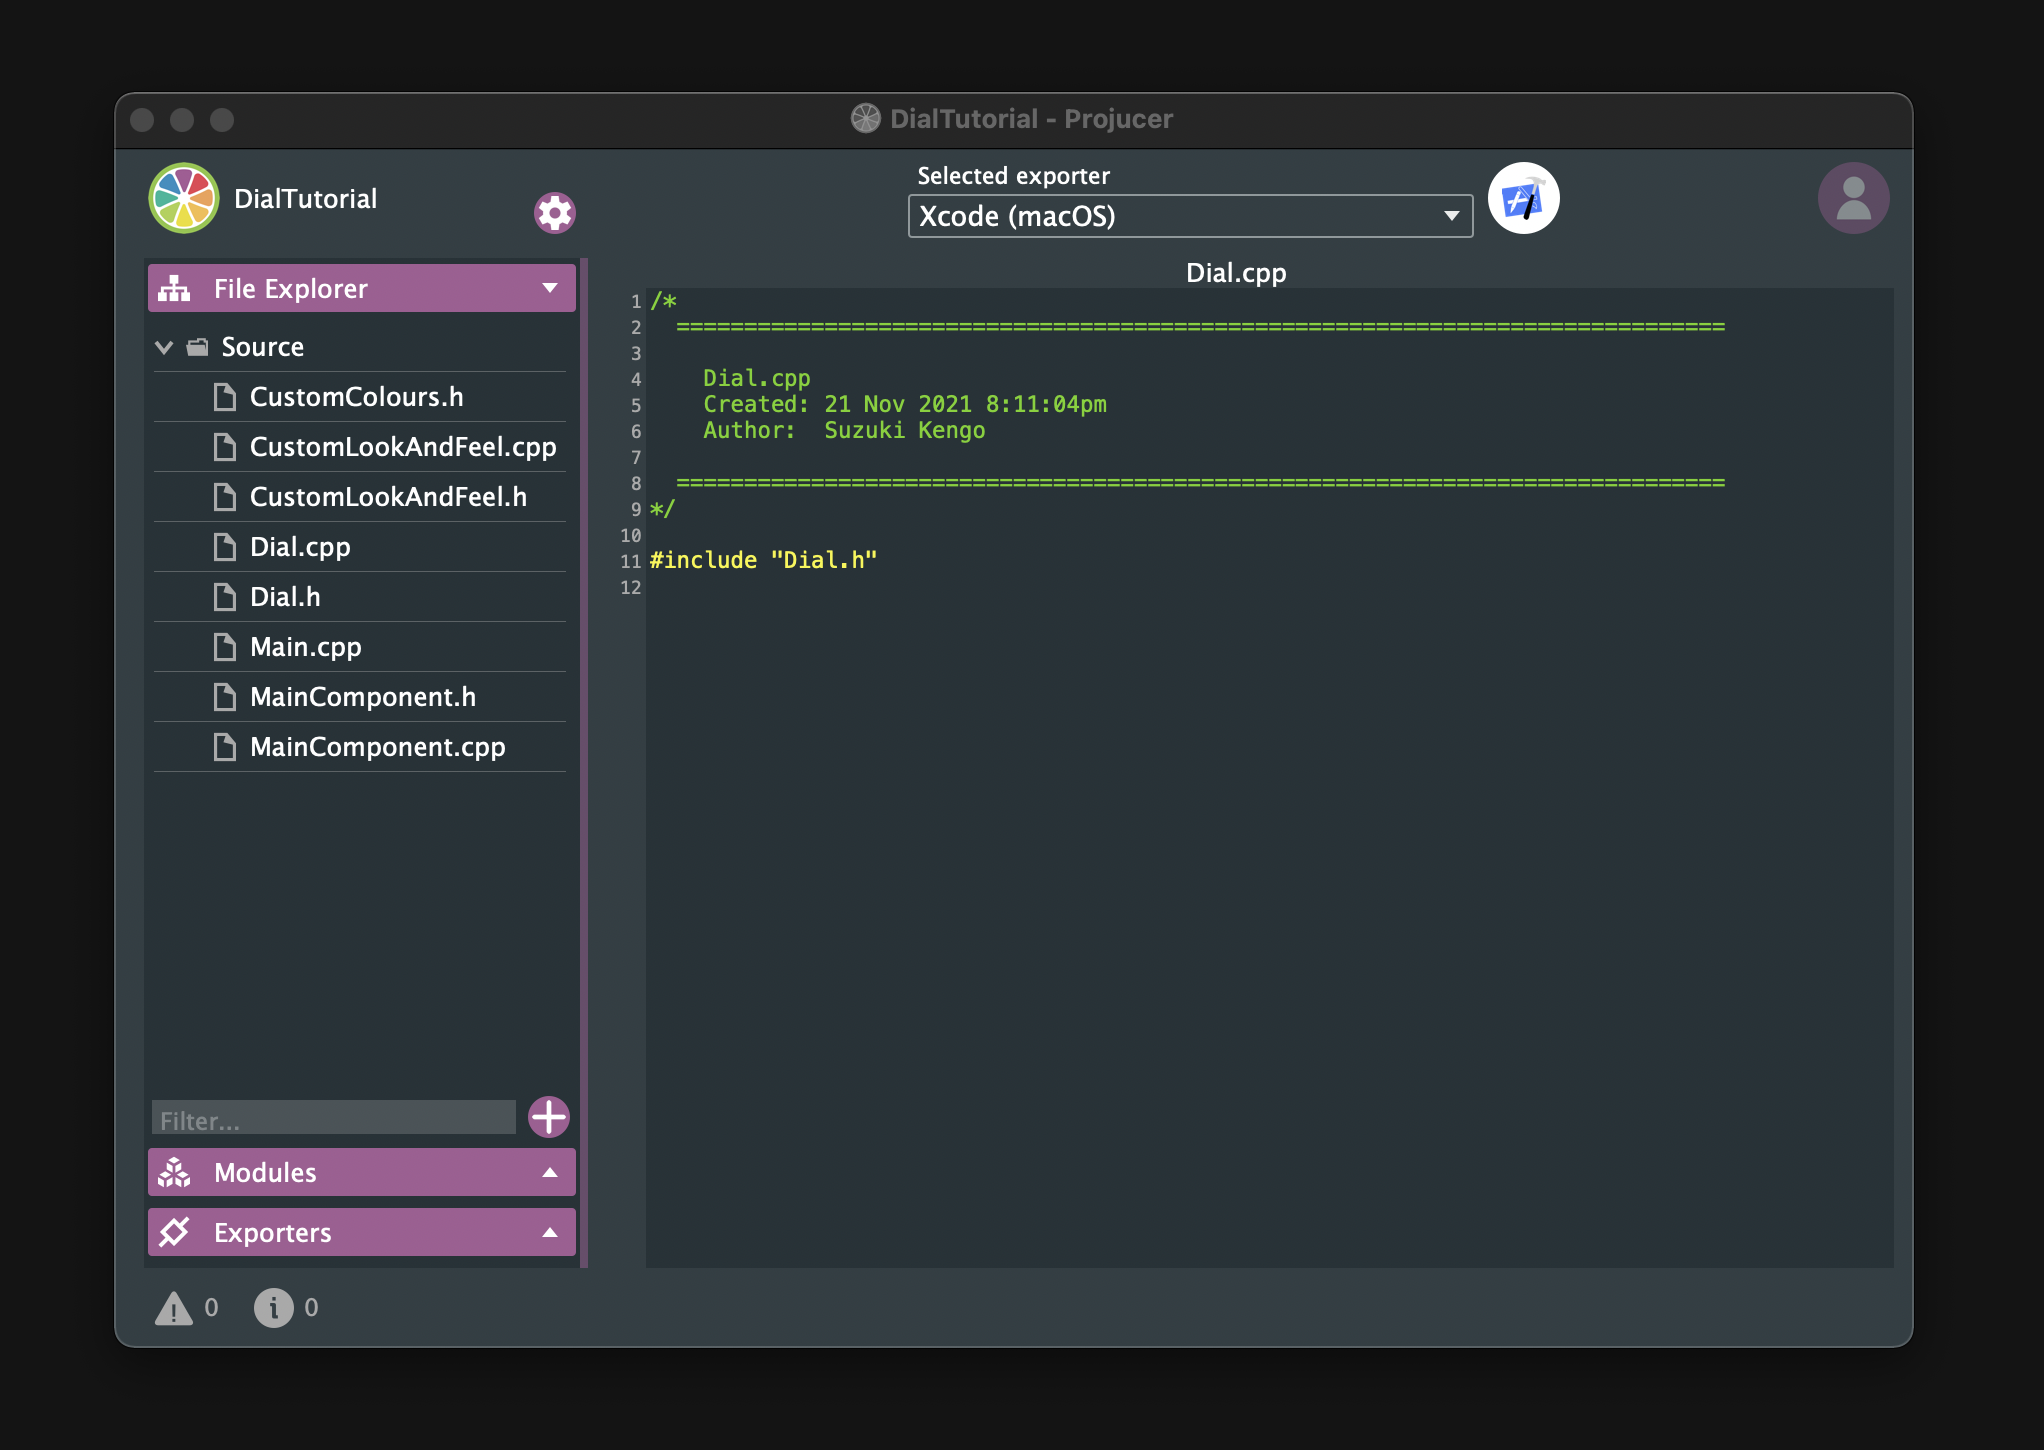 DialTutorial - Projucer
DialTutorial
Selected exporter
Xcode (macOS)
File Explorer
Source
CustomColours.h
CustomLookAndFeel.cpp
CustomLookAndFeel.h
Dial.cpp
Dial.h
Main.cpp
MainComponent.h
MainComponent.cpp
Filter...
Modules
Exporters
0
0
Dial.cpp
1 /*
2   ==============================================================================
3
4     Dial.cpp
5     Created: 21 Nov 2021 8:11:04pm
6     Author:  Suzuki Kengo
7
8   ==============================================================================
9 */
10
11 #include "Dial.h"
12